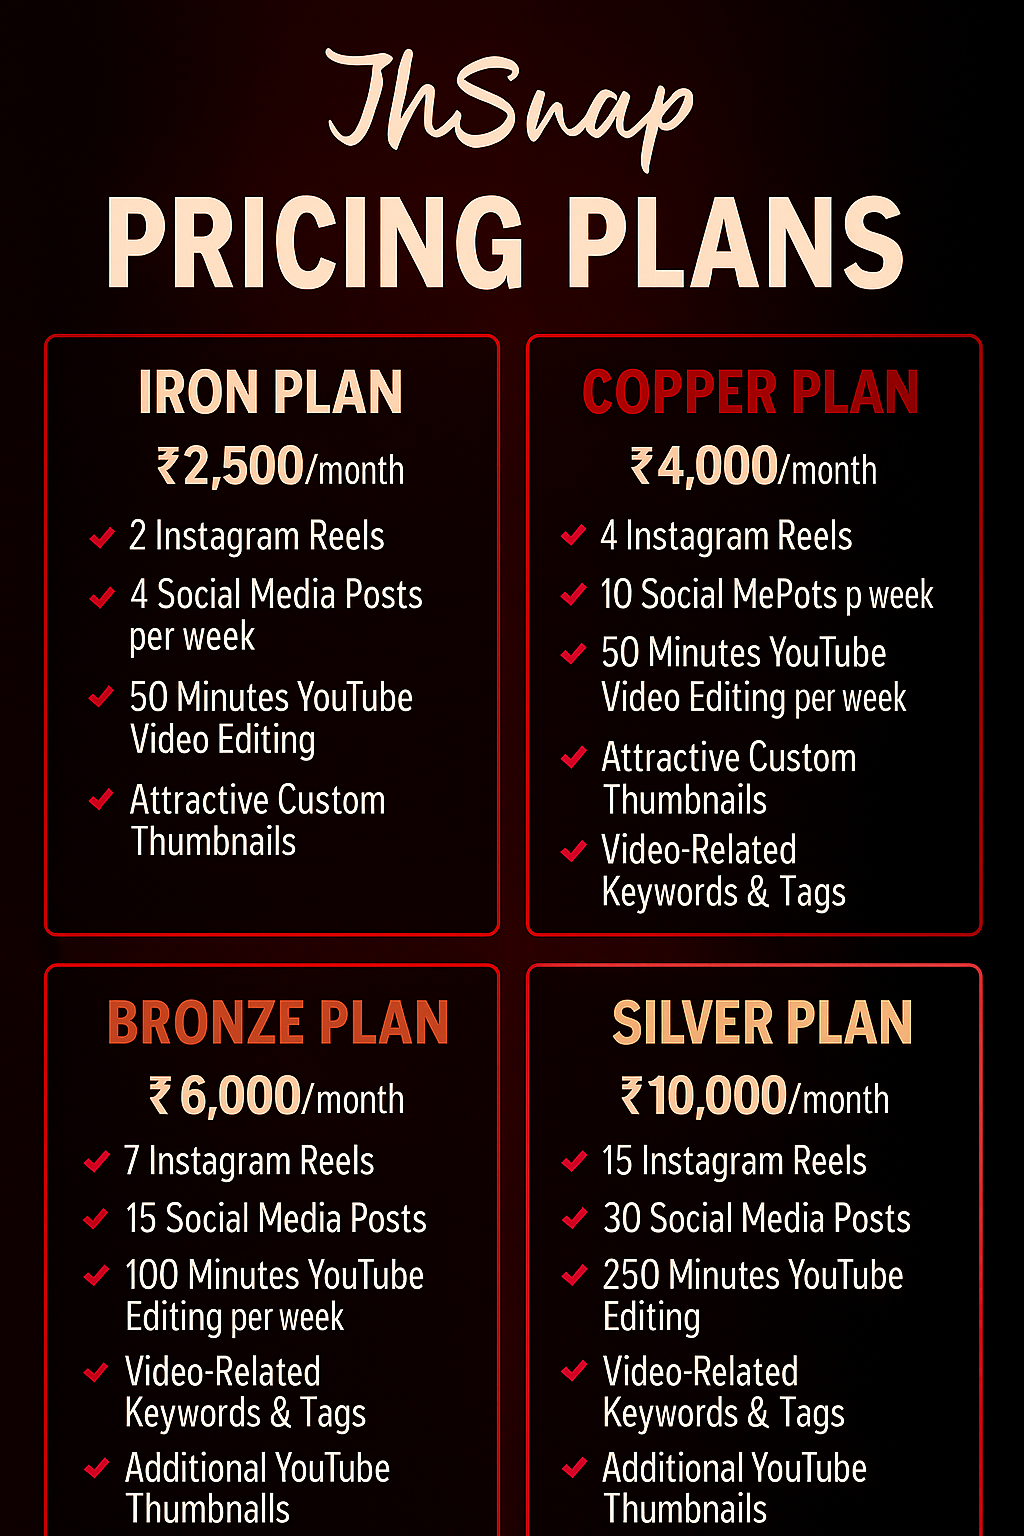 ThSnap
PRICING PLANS
IRON PLAN
₹2,500/month
2 Instagram Reels
4 Social Media Posts
per week
50 Minutes YouTube
Video Editing
Attractive Custom
Thumbnails
COPPER PLAN
₹4,000/month
4 Instagram Reels
10 Social MePots p week
50 Minutes YouTube
Video Editing per week
Attractive Custom
Thumbnails
Video-Related
Keywords & Tags
BRONZE PLAN
₹6,000/month
7 Instagram Reels
15 Social Media Posts
100 Minutes YouTube
Editing per week
Video-Related
Keywords & Tags
Additional YouTube
Thumbnalls
SILVER PLAN
₹10,000/month
15 Instagram Reels
30 Social Media Posts
250 Minutes YouTube
Editing
Video-Related
Keywords & Tags
Additional YouTube
Thumbnails